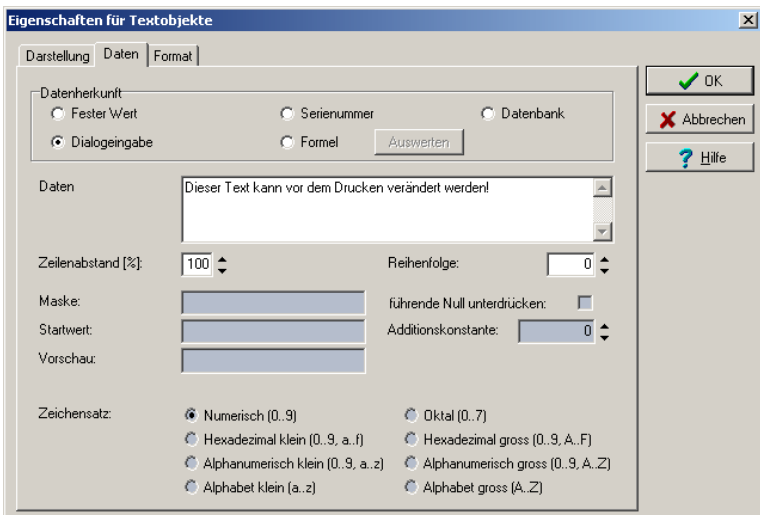 Eigenschaften für Textobjekte
Darstellung Daten Format
OK
Abbrechen
Hilfe
Datenherkunft
Fester Wert Serienummer Datenbank
Dialogeingabe Formel Auswerten
Daten Dieser Text kann vor dem Drucken verändert werden!
Zeilenabstand [%]: 100 Reihenfolge: 0
Maske: führende Null unterdrücken:
Startwert: Additionskonstante: 0
Vorschau:
Zeichensatz: Numerisch (0..9) Oktal (0..7)
Hexadezimal klein (0..9, a..f) Hexadezimal gross (0..9, A..F)
Alphanumerisch klein (0..9, a..z) Alphanumerisch gross (0..9, A..Z)
Alphabet klein (a..z) Alphabet gross (A..Z)